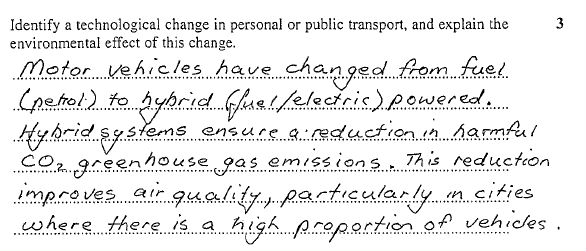 Identify a technological change in personal or public transport, and explain the 3
environmental effect of this change.
Motor vehicles have changed from fuel
(petrol) to hybrid (fuel/electric) powered.
Hybrid systems ensure a reduction in harmful
CO₂ greenhouse gas emissions. This reduction
improves air quality, particularly in cities
where there is a high proportion of vehicles.